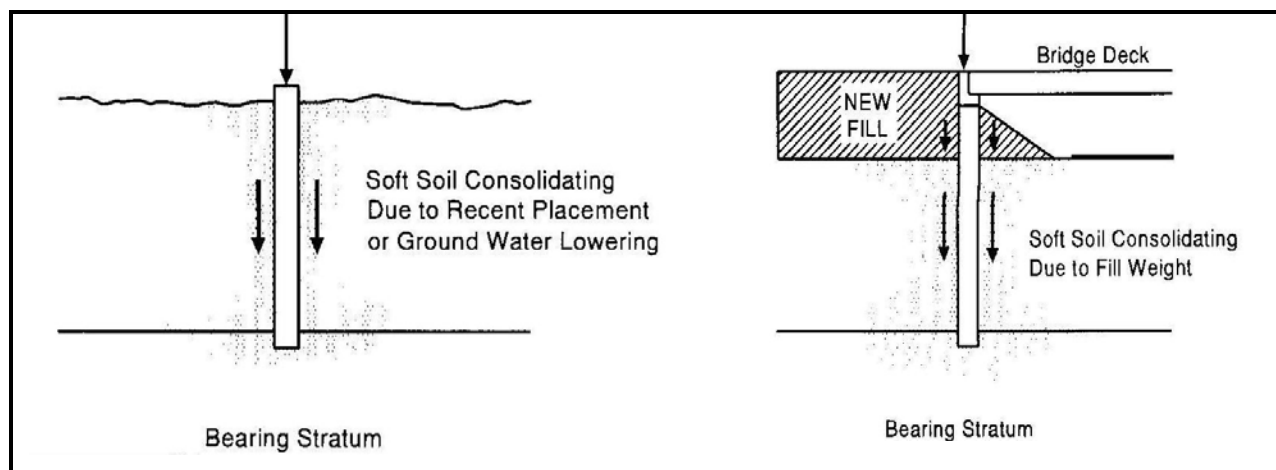 Soft Soil Consolidating
Due to Recent Placement
or Ground Water Lowering
Bearing Stratum
Bridge Deck
NEW
FILL
Soft Soil Consolidating
Due to Fill Weight
Bearing Stratum